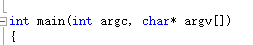 int main(int argc, char* argv[])
{